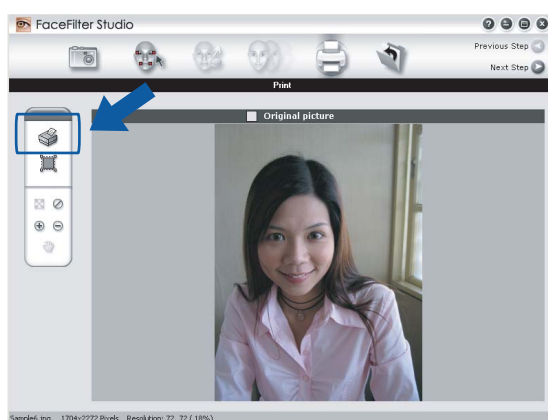 FaceFilter Studio
Previous Step
Next Step
Print
Original picture
Sample6.jpg 1704x2272 Pixels Resolution: 72, 72 ( 18%)